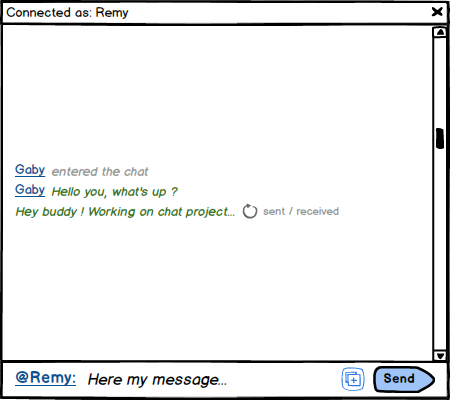 Connected as: Remy
Gaby entered the chat
Gaby Hello you, what's up ?
Hey buddy ! Working on chat project... sent / received
@Remy: Here my message... Send